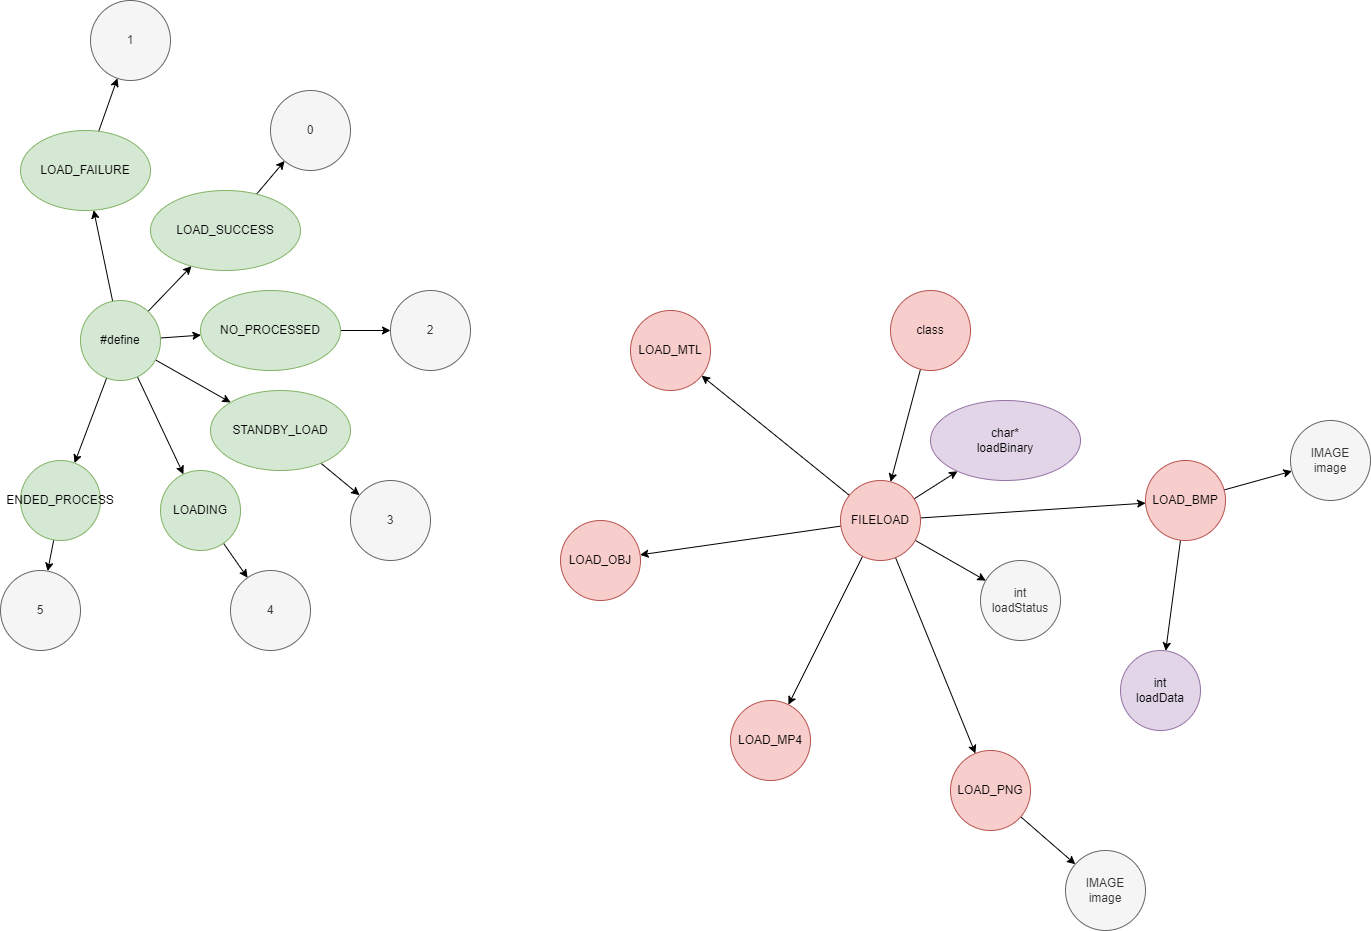 1
0
LOAD_FAILURE
LOAD_SUCCESS
#define
NO_PROCESSED
2
STANDBY_LOAD
ENDED_PROCESS
LOADING
3
5
4
class
LOAD_MTL
char*
loadBinary
IMAGE
image
FILELOAD
LOAD_BMP
LOAD_OBJ
int
loadStatus
int
loadData
LOAD_MP4
LOAD_PNG
IMAGE
image